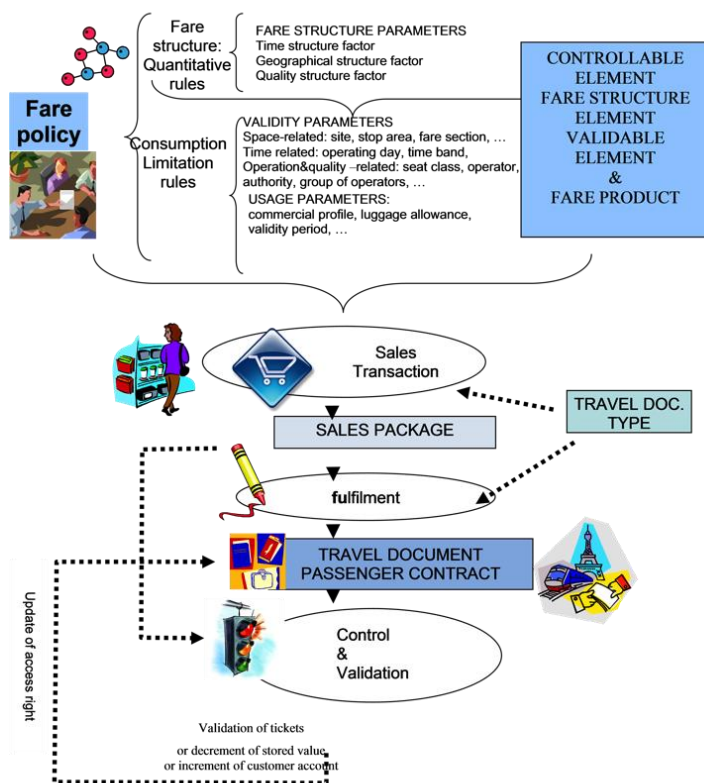 Fare
structure:
Quantitative
rules
FARE STRUCTURE PARAMETERS
Time structure factor
Geographical structure factor
Quality structure factor
Fare
policy
Consumption
Limitation
rules
VALIDITY PARAMETERS
Space-related: site, stop area, fare section, …
Time related: operating day, time band,
Operation&quality –related: seat class, operator,
authority, group of operators, …
USAGE PARAMETERS:
commercial profile, luggage allowance,
validity period, …
CONTROLLABLE
ELEMENT
FARE STRUCTURE
ELEMENT
VALIDABLE
ELEMENT
&
FARE PRODUCT
Sales
Transaction
TRAVEL DOC.
TYPE
SALES PACKAGE
fulfilment
TRAVEL DOCUMENT
PASSENGER CONTRACT
Control
&
Validation
Update of access right
Validation of tickets
or decrement of stored value
or increment of customer account